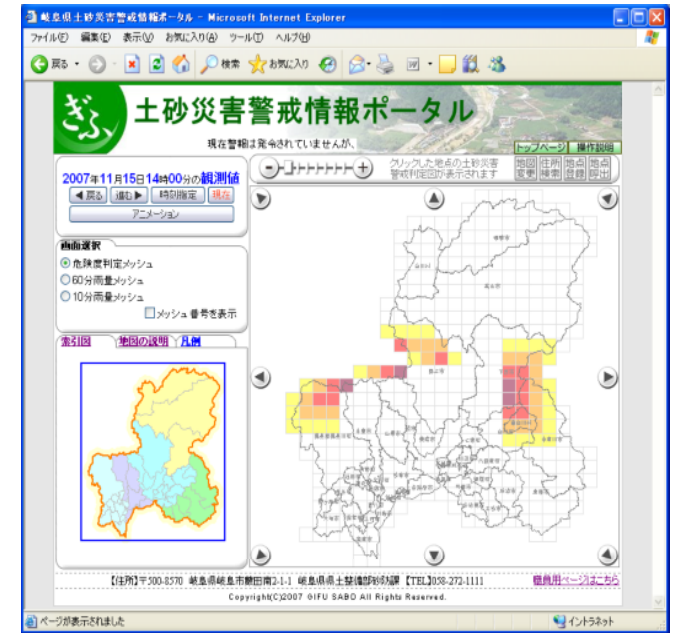 岐阜県土砂災害警戒情報ポータル - Microsoft Internet Explorer
ファイル(F) 編集(E) 表示(V) お気に入り(A) ツール(T) ヘルプ(H)
戻る 検索 お気に入り
ぎふ 土砂災害警戒情報ポータル
現在警報は発令されていませんが、
トップページ 操作説明
2007年11月15日14時00分の観測値
◀戻る 進む▶ 時刻指定 現在
アニメーション
クリックした地点の土砂災害
警戒判定図が表示されます
地図変更 住所検索 地点登録 地点呼出
画面選択
危険度判定メッシュ
60分雨量メッシュ
10分雨量メッシュ
メッシュ番号を表示
索引図 地図の説明 凡例
【住所】〒500-8570 岐阜県岐阜市薮田南2-1-1 岐阜県県土整備部砂防課 【TEL】058-272-1111 職員用ページはこちら
Copyright(C)2007 GIFU SABO All Rights Reserved.
ページが表示されました イントラネット